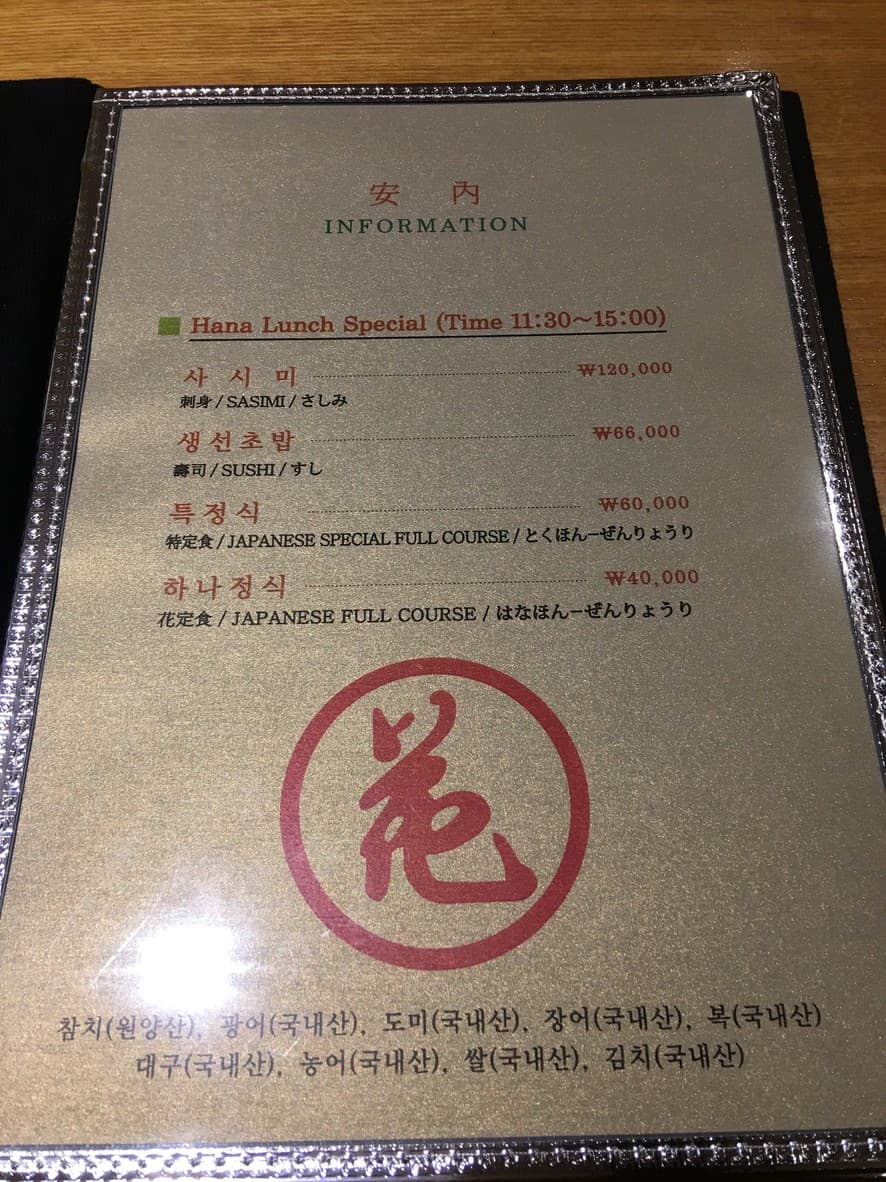 安 內
INFORMATION
Hana Lunch Special (Time 11:30~15:00)
사 시 미 ₩120,000
刺身 / SASIMI / さしみ
생선초밥 ₩66,000
壽司 / SUSHI / すし
특정식 ₩60,000
特定食 / JAPANESE SPECIAL FULL COURSE / とくほんーぜんりょうり
하나정식 ₩40,000
花定食 / JAPANESE FULL COURSE / はなほんーぜんりょうり
참치(원양산), 광어(국내산), 도미(국내산), 장어(국내산), 복(국내산)
대구(국내산), 농어(국내산), 쌀(국내산), 김치(국내산)